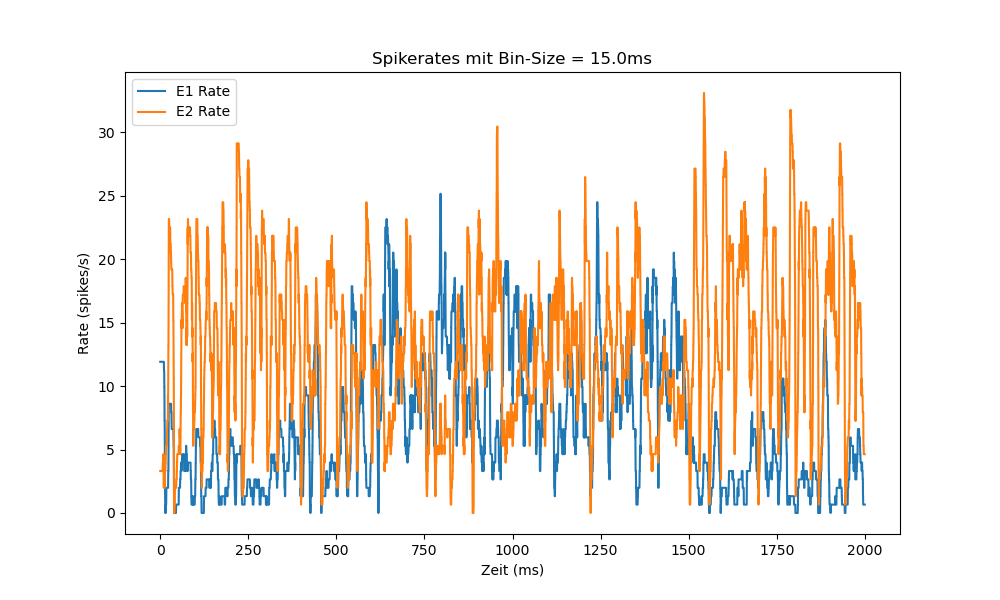 Spikerates mit Bin-Size = 15.0ms
E1 Rate
E2 Rate
Rate (spikes/s)
30
25
20
15
10
5
0
0 250 500 750 1000 1250 1500 1750 2000
Zeit (ms)